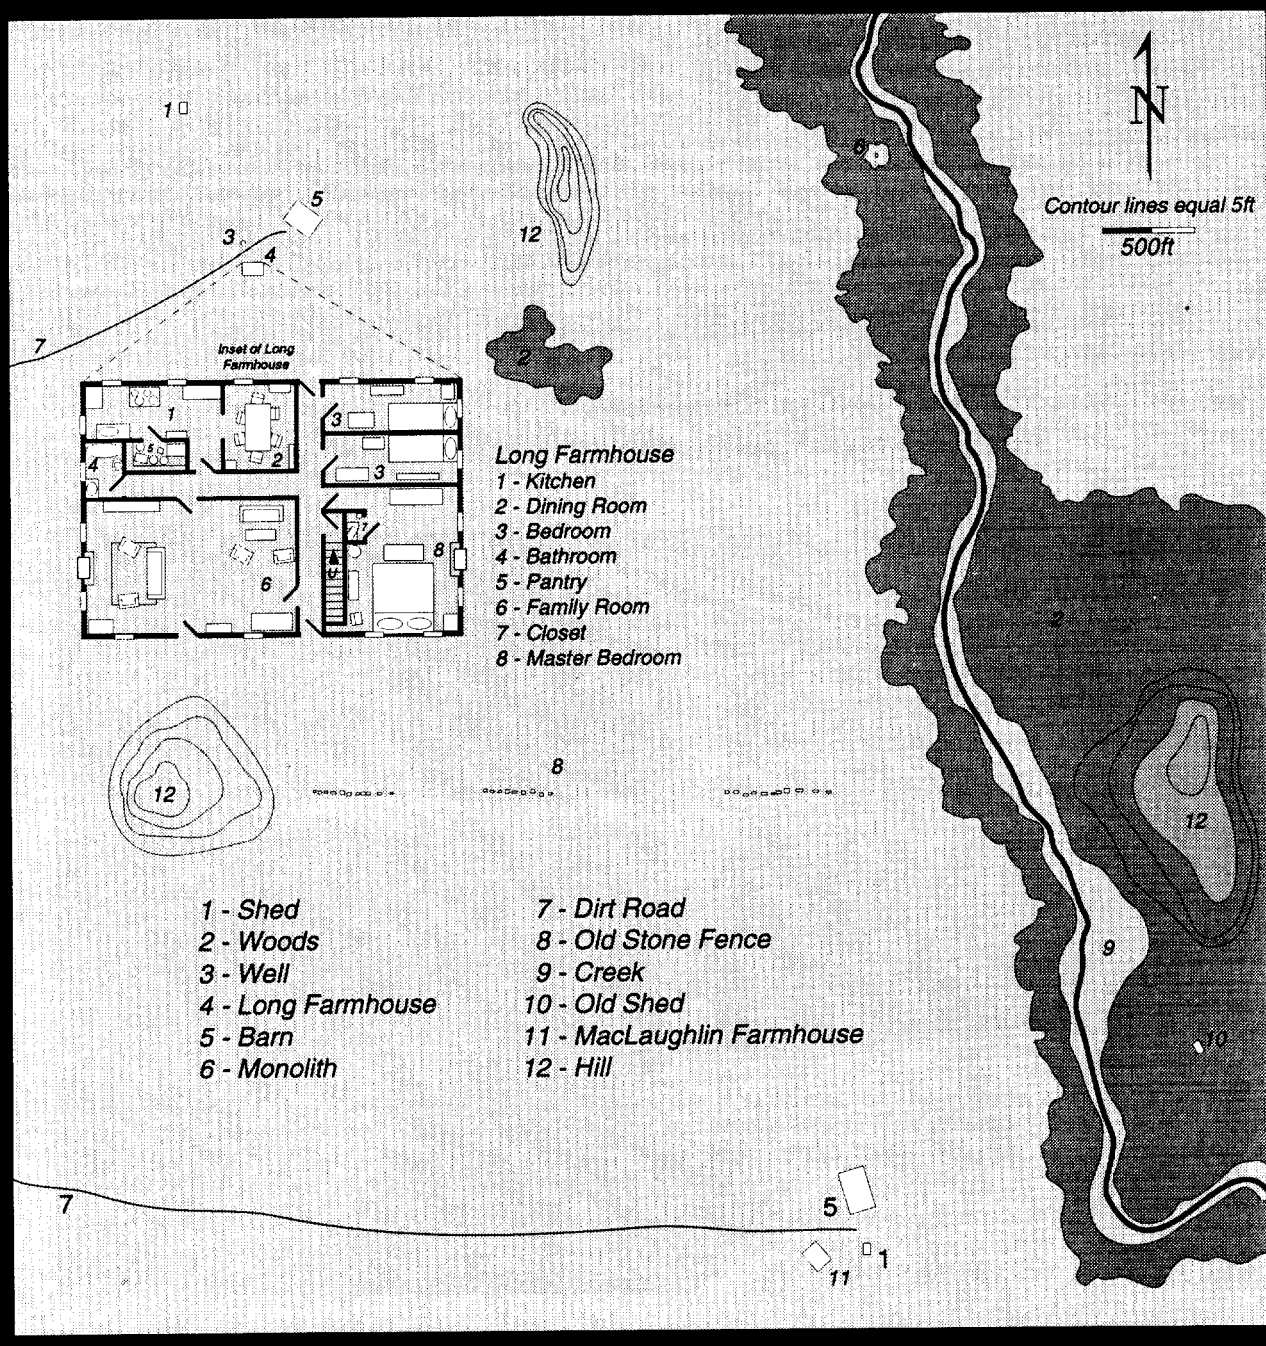 N
Contour lines equal 5ft
500ft
1
6
5
3
4
12
7
2
Inset of Long
Farmhouse
1
2
3
5
4
3
6
7
8
U
Long Farmhouse
1 - Kitchen
2 - Dining Room
3 - Bedroom
4 - Bathroom
5 - Pantry
6 - Family Room
7 - Closet
8 - Master Bedroom
2
12
8
12
9
10
1 - Shed
2 - Woods
3 - Well
4 - Long Farmhouse
5 - Barn
6 - Monolith
7 - Dirt Road
8 - Old Stone Fence
9 - Creek
10 - Old Shed
11 - MacLaughlin Farmhouse
12 - Hill
7
5
1
11